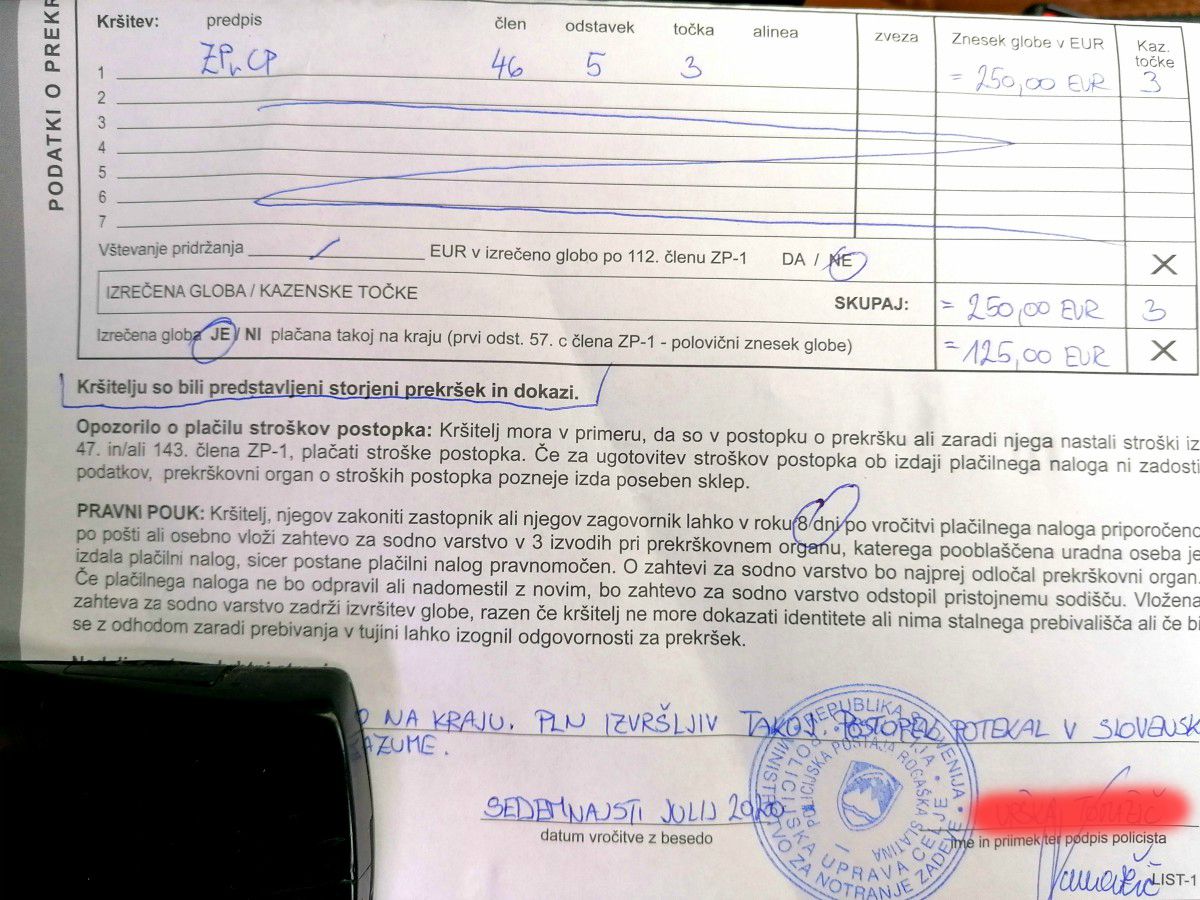 PODATKI O PREKR
Kršitev: predpis člen odstavek točka alinea zveza Znesek globe v EUR Kaz. točke
1 ZPrCP 46 5 3 = 250,00 EUR 3
2
3
4
5
6
7
Vštevanje pridržanja / EUR v izrečeno globo po 112. členu ZP-1 DA / NE X
IZREČENA GLOBA / KAZENSKE TOČKE SKUPAJ: = 250,00 EUR 3
Izrečena globa JE / NI plačana takoj na kraju (prvi odst. 57. c člena ZP-1 - polovični znesek globe) = 125,00 EUR X
Kršitelju so bili predstavljeni storjeni prekršek in dokazi.
Opozorilo o plačilu stroškov postopka: Kršitelj mora v primeru, da so v postopku o prekršku ali zaradi njega nastali stroški iz
47. in/ali 143. člena ZP-1, plačati stroške postopka. Če za ugotovitev stroškov postopka ob izdaji plačilnega naloga ni zadosti
podatkov, prekrškovni organ o stroških postopka pozneje izda poseben sklep.
PRAVNI POUK: Kršitelj, njegov zakoniti zastopnik ali njegov zagovornik lahko v roku 8 dni po vročitvi plačilnega naloga priporočeno
po pošti ali osebno vloži zahtevo za sodno varstvo v 3 izvodih pri prekrškovnem organu, katerega pooblaščena uradna oseba je
izdala plačilni nalog, sicer postane plačilni nalog pravnomočen. O zahtevi za sodno varstvo bo najprej odločal prekrškovni organ.
Če plačilnega naloga ne bo odpravil ali nadomestil z novim, bo zahtevo za sodno varstvo odstopil pristojnemu sodišču. Vložena
zahteva za sodno varstvo zadrži izvršitev globe, razen če kršitelj ne more dokazati identitete ali nima stalnega prebivališča ali če bi
se z odhodom zaradi prebivanja v tujini lahko izognil odgovornosti za prekršek.
O NA KRAJU. PLN IZVRŠLJIV TAKOJ. POSTOPEK POTEKAL V SLOVENSK
RAZUME.
REPUBLIKA SLOVENIJA • MINISTRSTVO ZA NOTRANJE ZADEVE
POLICIJA • POLICIJSKA UPRAVA CELJE
POLICIJSKA POSTAJA ROGAŠKA SLATINA
SEDEMNAJSTI JULIJ 2020
datum vročitve z besedo
ime in priimek ter podpis policista
LIST-1